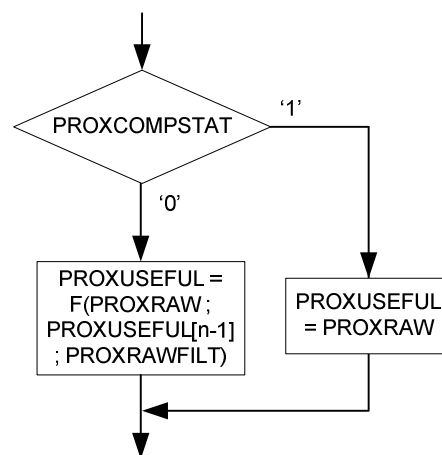 PROXCOMPSTAT
‘1’
‘0’
PROXUSEFUL =
F(PROXRAW ;
PROXUSEFUL[n-1]
; PROXRAWFILT)
PROXUSEFUL
= PROXRAW